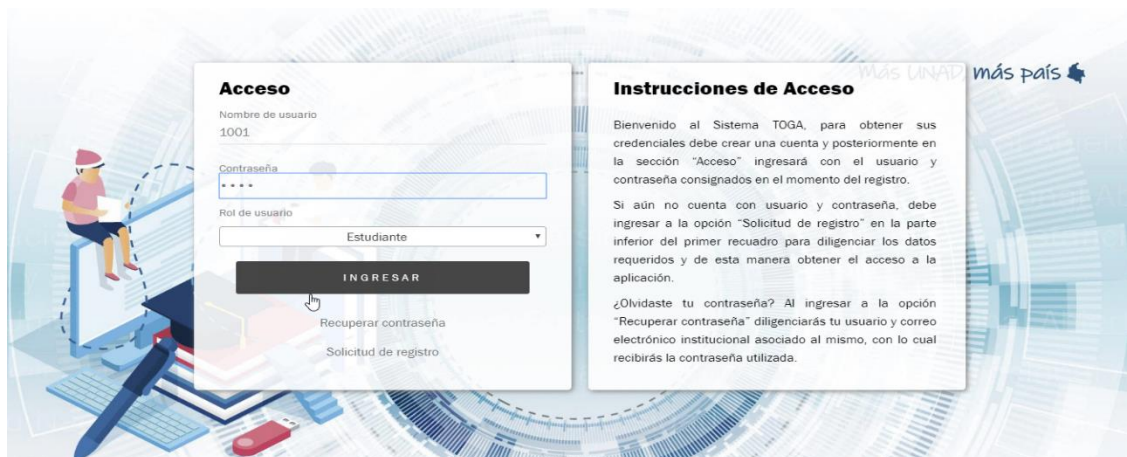 Más UNAD, más país
Acceso
Nombre de usuario
1001
Contraseña
Rol de usuario
Estudiante
INGRESAR
Recuperar contraseña
Solicitud de registro
Instrucciones de Acceso
Bienvenido al Sistema TOGA, para obtener sus
credenciales debe crear una cuenta y posteriormente en
la sección "Acceso" ingresará con el usuario y
contraseña consignados en el momento del registro.
Si aún no cuenta con usuario y contraseña, debe
ingresar a la opción "Solicitud de registro" en la parte
inferior del primer recuadro para diligenciar los datos
requeridos y de esta manera obtener el acceso a la
aplicación.
¿Olvidaste tu contraseña? Al ingresar a la opción
"Recuperar contraseña" diligenciarás tu usuario y correo
electrónico institucional asociado al mismo, con lo cual
recibirás la contraseña utilizada.